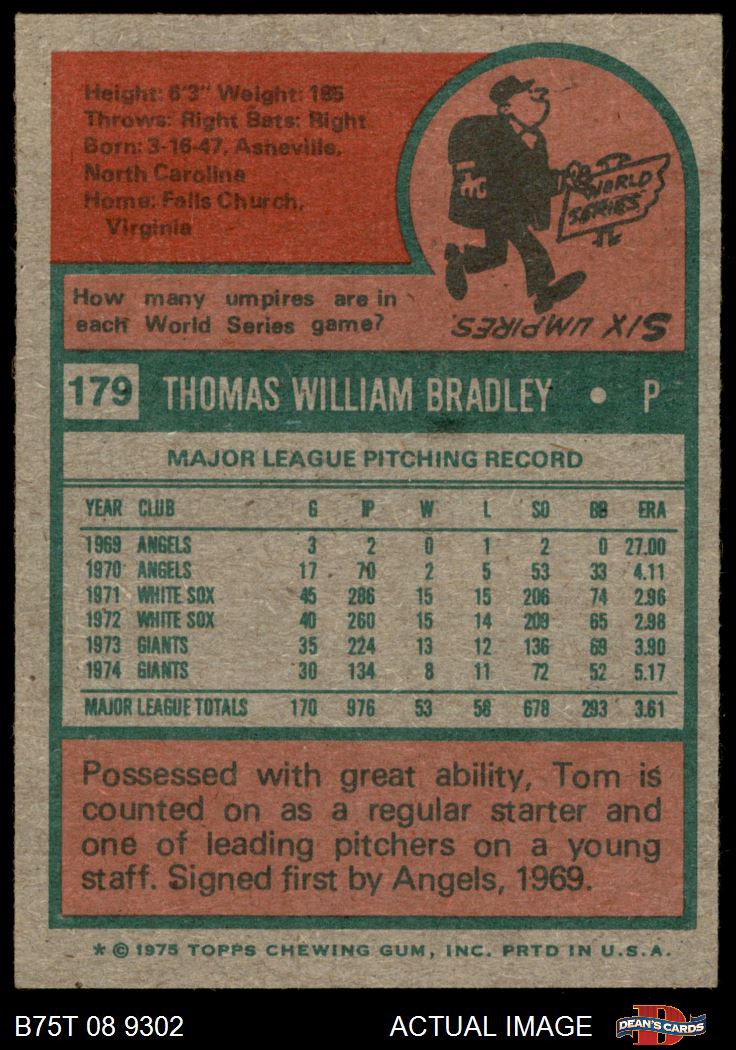 Height: 6'3" Weight: 185
Throws: Right Bats: Right
Born: 3-16-47, Asheville,
North Carolina
Home: Falls Church,
Virginia
WORLD
SERIES
SIX UMPIRES.
How many umpires are in
each World Series game?
179 THOMAS WILLIAM BRADLEY • P
MAJOR LEAGUE PITCHING RECORD
YEAR CLUB G IP W L SO BB ERA
1969 ANGELS 3 2 0 1 2 0 27.00
1970 ANGELS 17 70 2 5 53 33 4.11
1971 WHITE SOX 45 286 15 15 206 74 2.96
1972 WHITE SOX 40 260 15 14 209 65 2.98
1973 GIANTS 35 224 13 12 136 69 3.90
1974 GIANTS 30 134 8 11 72 52 5.17
MAJOR LEAGUE TOTALS 170 976 53 58 678 293 3.61
Possessed with great ability, Tom is
counted on as a regular starter and
one of leading pitchers on a young
staff. Signed first by Angels, 1969.
* © 1975 TOPPS CHEWING GUM, INC. PRTD IN U.S.A.
B75T 08 9302 ACTUAL IMAGE DEAN'S CARDS